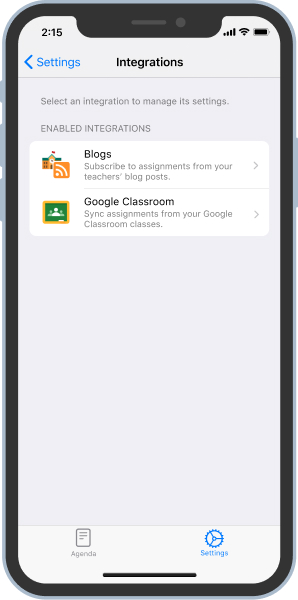 2:15
Settings
Integrations
Select an integration to manage its settings.
ENABLED INTEGRATIONS
Blogs
Subscribe to assignments from your
teachers’ blog posts.
Google Classroom
Sync assignments from your Google
Classroom classes.
Agenda
Settings